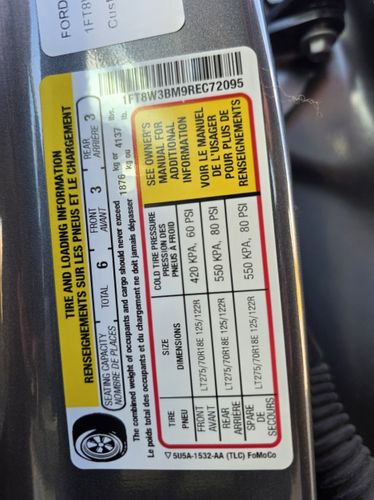 FORD
1FT8W
Cust
1FT8W3BM9REC72095
TIRE AND LOADING INFORMATION
RENSEIGNEMENTS SUR LES PNEUS ET LE CHARGEMENT
SEATING CAPACITY
NOMBRE DE PLACES
TOTAL 6
FRONT
AVANT 3
REAR
ARRIÈRE 3
The combined weight of occupants and cargo should never exceed
Le poids total des occupants et du chargement ne doit jamais dépasser
1876 kg or 4137 lbs.
kg ou
TIRE
PNEU
SIZE
DIMENSIONS
COLD TIRE PRESSURE
PRESSION DES
PNEUS A FROID
SEE OWNER'S
MANUAL FOR
ADDITIONAL
INFORMATION
VOIR LE MANUEL
DE L'USAGER
POUR PLUS DE
RENSEIGNEMENTS
FRONT
AVANT
LT275/70R18E 125/122R
420 KPA, 60 PSI
REAR
ARRIÈRE
LT275/70R18E 125/122R
550 KPA, 80 PSI
SPARE
DE
SECOURS
LT275/70R18E 125/122R
550 KPA, 80 PSI
5U5A-1532-AA (TLC) FoMoCo